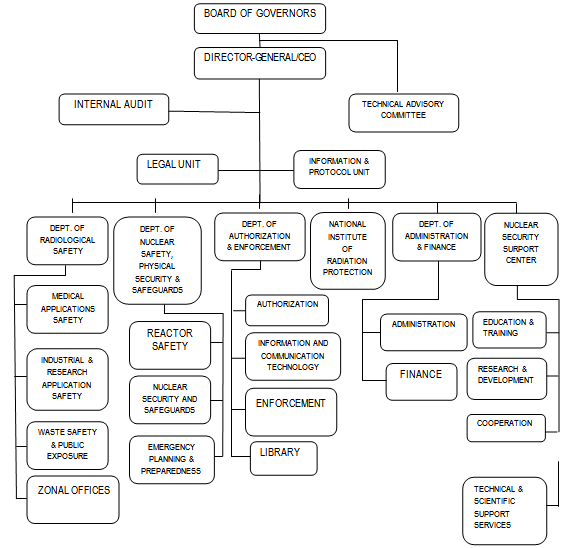 BOARD OF GOVERNORS
DIRECTOR-GENERAL/CEO
INTERNAL AUDIT
TECHNICAL ADVISORY
COMMITTEE
LEGAL UNIT
INFORMATION &
PROTOCOL UNIT
DEPT. OF
RADIOLOGICAL
SAFETY
DEPT. OF
NUCLEAR
SAFETY,
PHYSICAL
SECURITY &
SAFEGUARDS
DEPT. OF
AUTHORIZATION
& ENFORCEMENT
NATIONAL
INSTITUTE
OF
RADIATION
PROTECTION
DEPT. OF
ADMINISTRATION
& FINANCE
NUCLEAR
SECURITY
SUPPORT
CENTER
MEDICAL
APPLICATIONS
SAFETY
INDUSTRIAL &
RESEARCH
APPLICATION
SAFETY
WASTE SAFETY
& PUBLIC
EXPOSURE
ZONAL OFFICES
REACTOR
SAFETY
NUCLEAR
SECURITY AND
SAFEGUARDS
EMERGENCY
PLANNING &
PREPAREDNESS
AUTHORIZATION
INFORMATION AND
COMMUNICATION
TECHNOLOGY
ENFORCEMENT
LIBRARY
ADMINISTRATION
FINANCE
EDUCATION &
TRAINING
RESEARCH &
DEVELOPMENT
COOPERATION
TECHNICAL &
SCIENTIFIC
SUPPORT
SERVICES